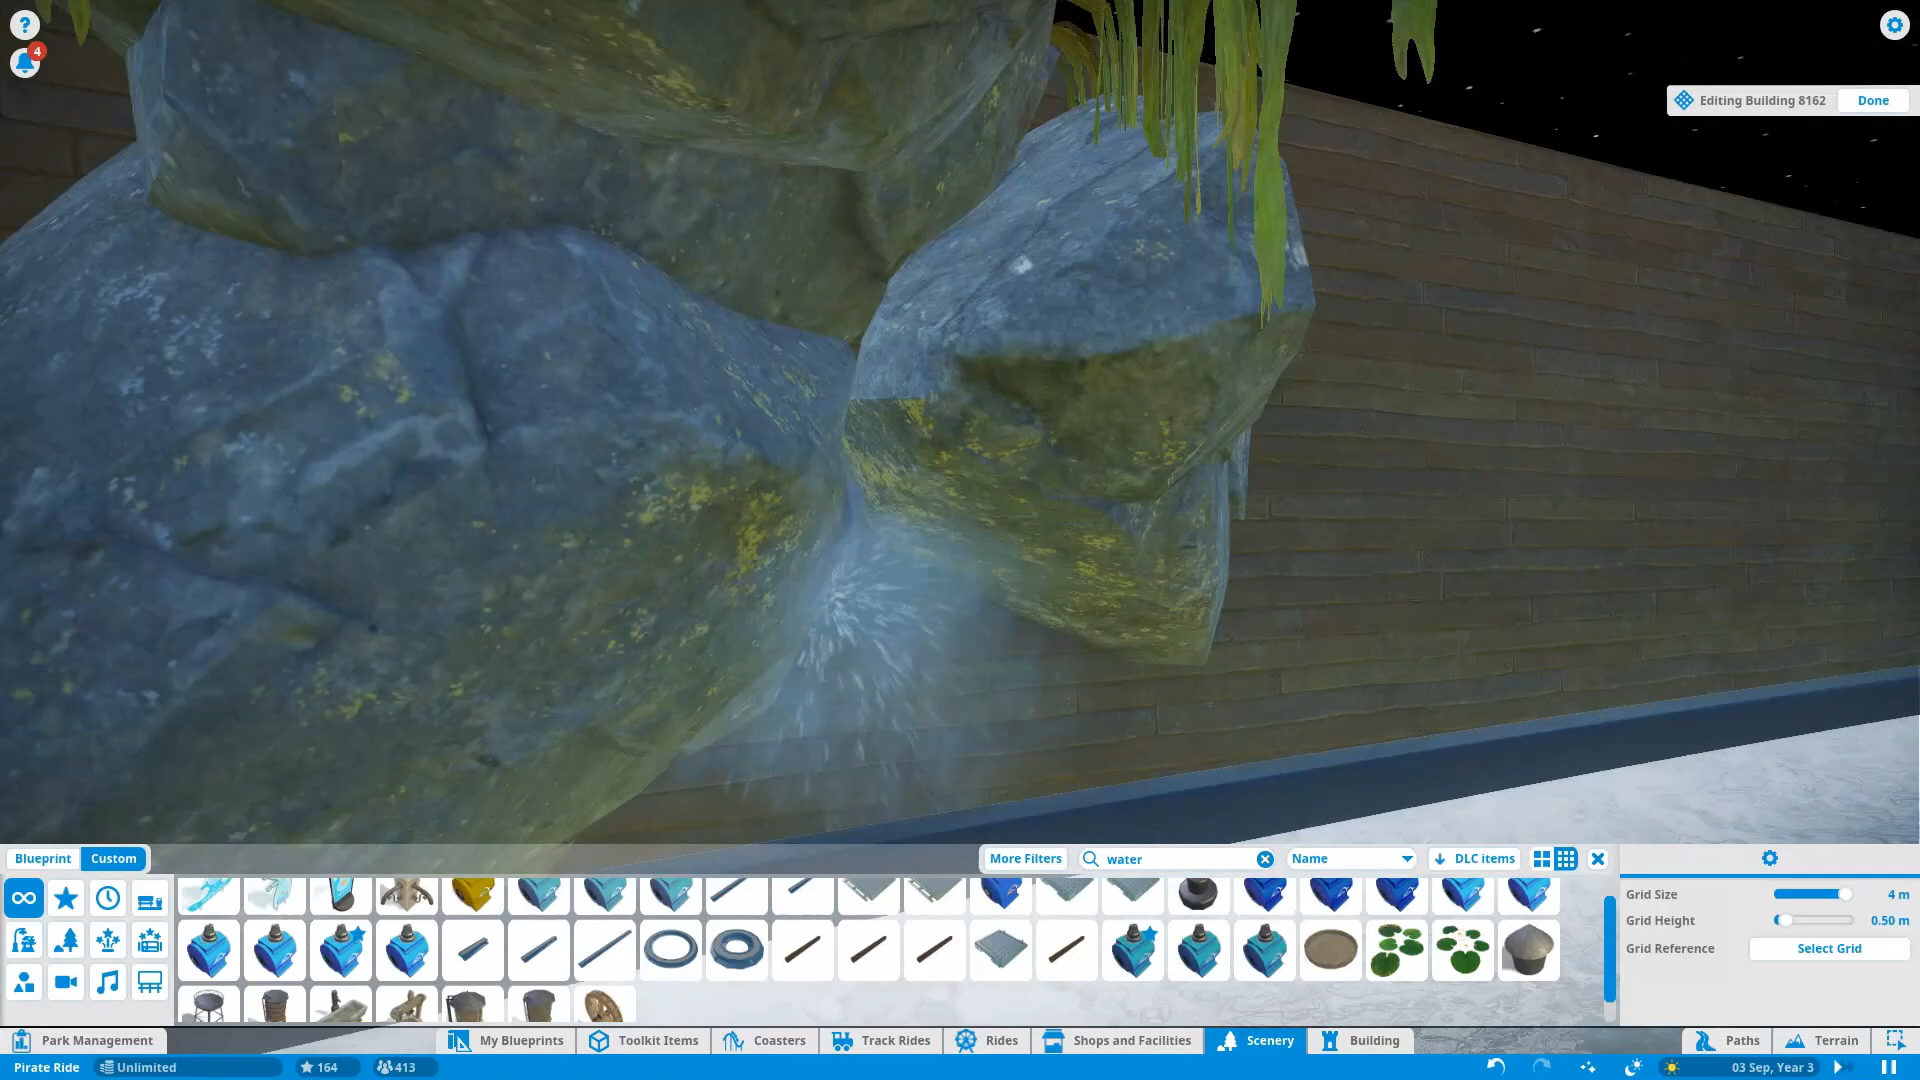 ?
4
Editing Building 8162
Done
Blueprint
Custom
More Filters
water
Name
DLC items
Grid Size
4 m
Grid Height
0.50 m
Grid Reference
Select Grid
Park Management
My Blueprints
Toolkit Items
Coasters
Track Rides
Rides
Shops and Facilities
Scenery
Building
Paths
Terrain
Pirate Ride
Unlimited
164
413
03 Sep, Year 3